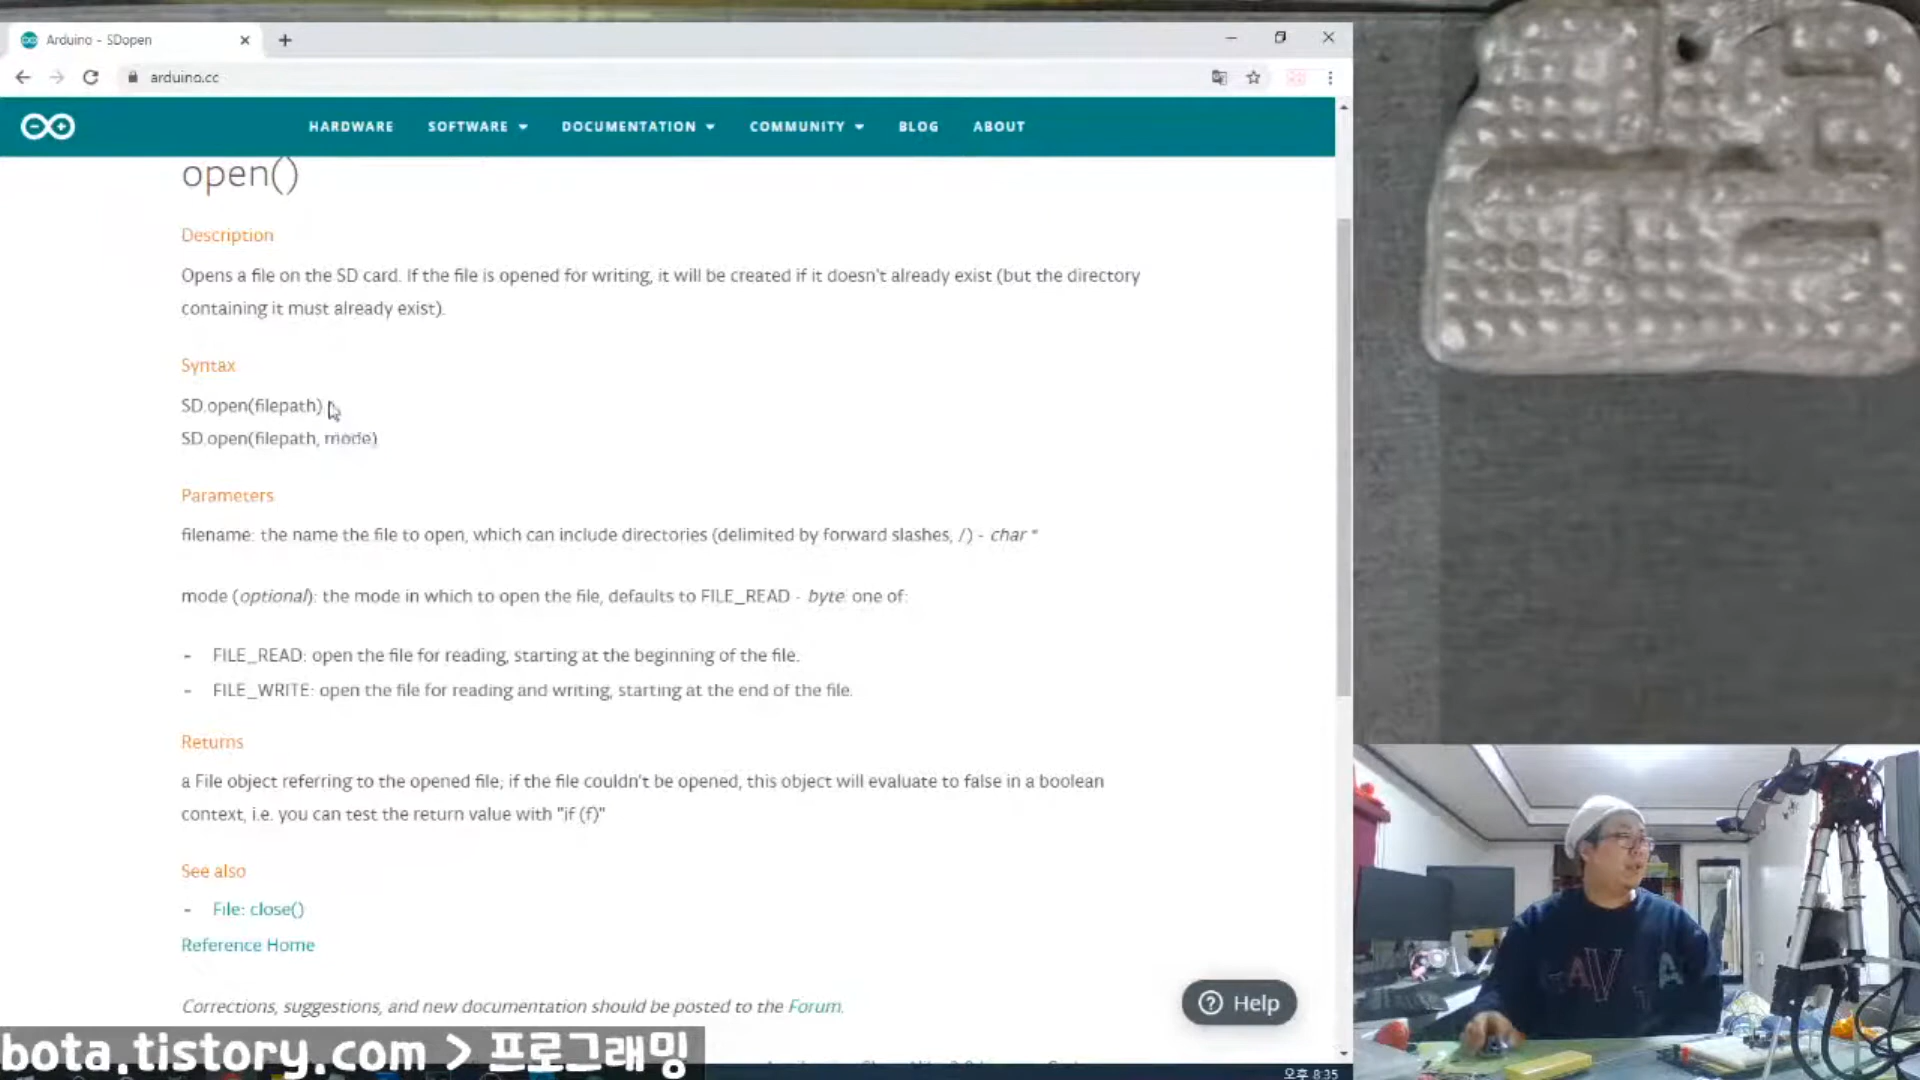 Arduino - SDopen
arduino.cc
HARDWARE SOFTWARE DOCUMENTATION COMMUNITY BLOG ABOUT
open()
Description
Opens a file on the SD card. If the file is opened for writing, it will be created if it doesn't already exist (but the directory
containing it must already exist).
Syntax
SD.open(filepath)
SD.open(filepath, mode)
Parameters
filename: the name the file to open, which can include directories (delimited by forward slashes, /) - char *
mode (optional): the mode in which to open the file, defaults to FILE_READ - byte one of:
- FILE_READ: open the file for reading, starting at the beginning of the file.
- FILE_WRITE: open the file for reading and writing, starting at the end of the file.
Returns
a File object referring to the opened file; if the file couldn't be opened, this object will evaluate to false in a boolean
context, i.e. you can test the return value with "if (f)"
See also
- File: close()
Reference Home
Corrections, suggestions, and new documentation should be posted to the Forum.
Help
bota.tistory.com > 프로그래밍
오후 8:35